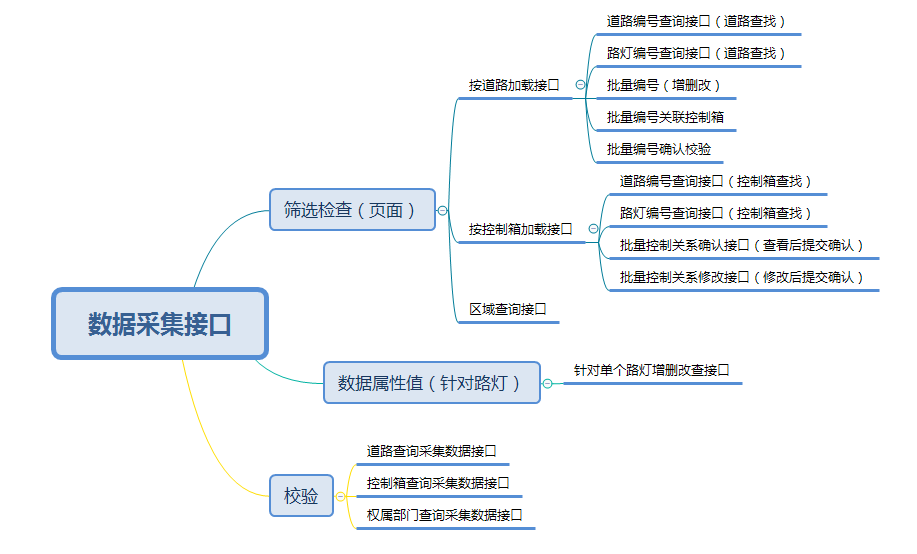 数据采集接口
筛选检查（页面）
按道路加载接口
道路编号查询接口（道路查找）
路灯编号查询接口（道路查找）
批量编号（增删改）
批量编号关联控制箱
批量编号确认校验
按控制箱加载接口
道路编号查询接口（控制箱查找）
路灯编号查询接口（控制箱查找）
批量控制关系确认接口（查看后提交确认）
批量控制关系修改接口（修改后提交确认）
区域查询接口
数据属性值（针对路灯）
针对单个路灯增删改查接口
校验
道路查询采集数据接口
控制箱查询采集数据接口
权属部门查询采集数据接口